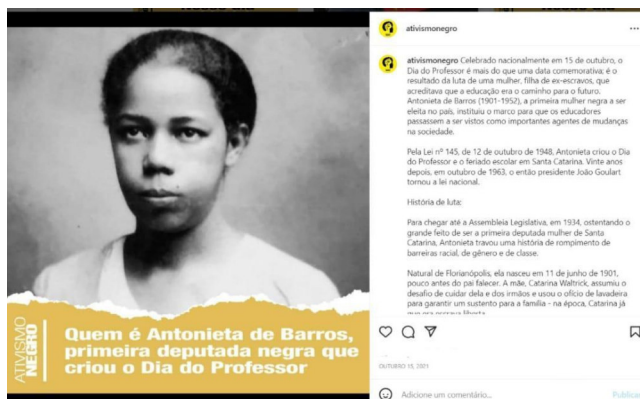 ATIVISMO
NEGRO
Quem é Antonieta de Barros,
primeira deputada negra que
criou o Dia do Professor
ativismonegro
ativismonegro Celebrado nacionalmente em 15 de outubro, o
Dia do Professor é mais do que uma data comemorativa; é o
resultado da luta de uma mulher, filha de ex-escravos, que
acreditava que a educação era o caminho para o futuro.
Antonieta de Barros (1901-1952), a primeira mulher negra a ser
eleita no país, instituiu o marco para que os educadores
passassem a ser vistos como importantes agentes de mudanças
na sociedade.
Pela Lei nº 145, de 12 de outubro de 1948, Antonieta criou o Dia
do Professor e o feriado escolar em Santa Catarina. Vinte anos
depois, em outubro de 1963, o então presidente João Goulart
tornou a lei nacional.
História de luta:
Para chegar até a Assembleia Legislativa, em 1934, ostentando o
grande feito de ser a primeira deputada mulher de Santa
Catarina, Antonieta travou uma história de rompimento de
barreiras racial, de gênero e de classe.
Natural de Florianópolis, ela nasceu em 11 de junho de 1901,
pouco antes do pai falecer. A mãe, Catarina Waltrick, assumiu o
desafio de cuidar dela e dos irmãos e usou o ofício de lavadeira
para garantir um sustento para a família - na época, Catarina já
OUTUBRO 15, 2021
Adicione um comentário...
Publicar